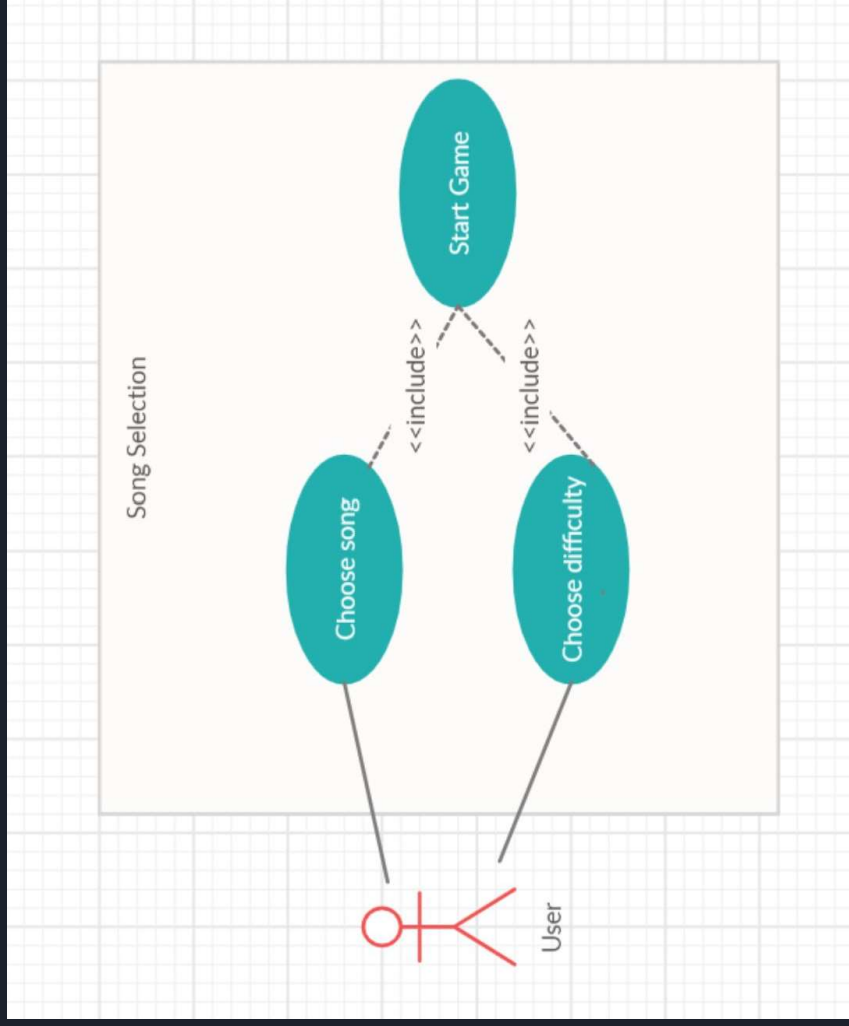 Song Selection
Choose song
Choose difficulty
<<include>>
<<include>>
Start Game
User